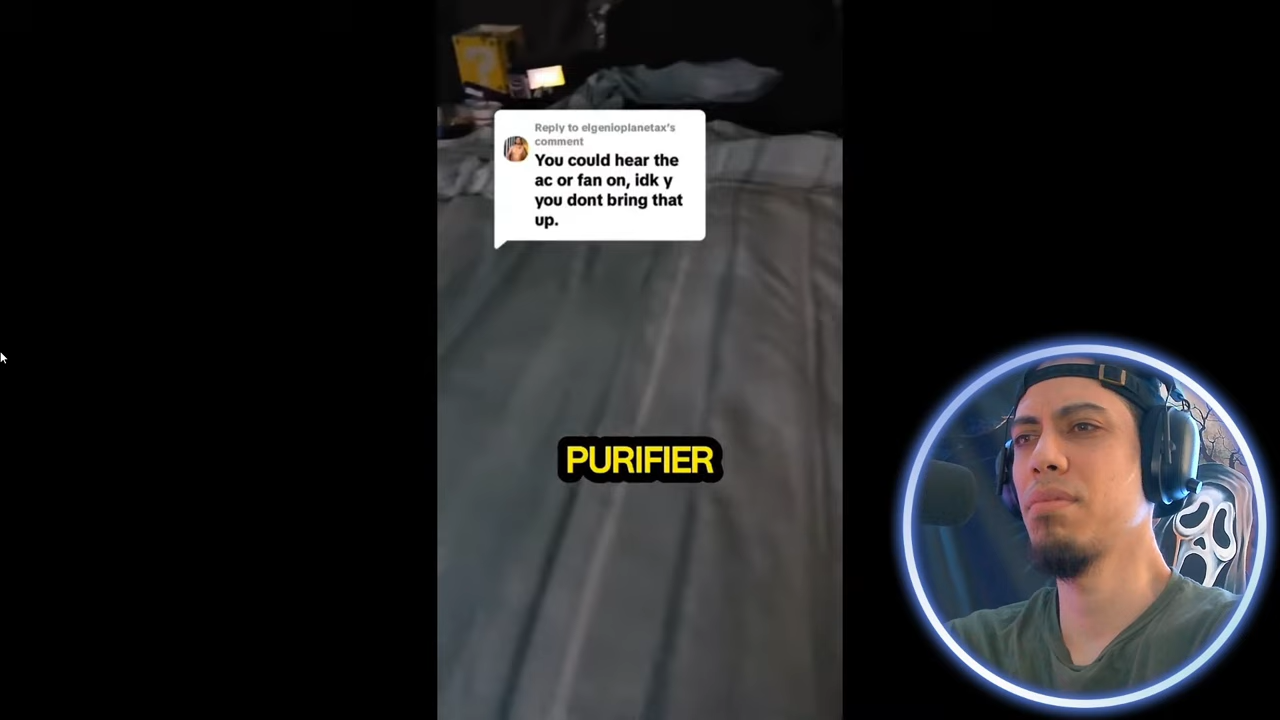 Reply to elgenioplanetax's
comment
You could hear the
ac or fan on, idk y
you dont bring that
up.
PURIFIER